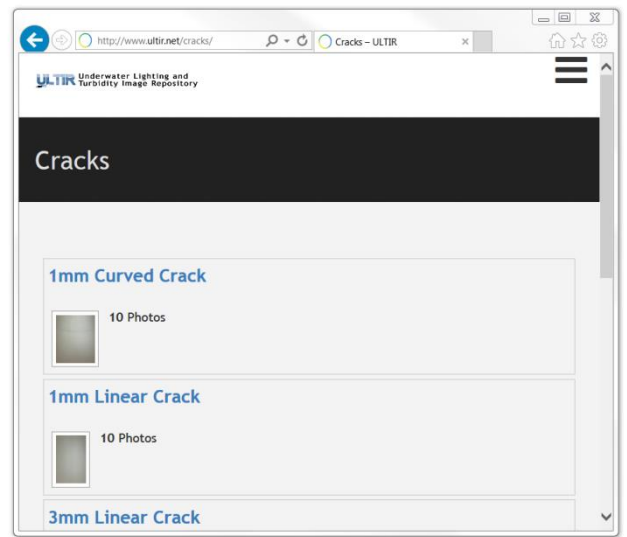 http://www.ultir.net/cracks/
Cracks – ULTIR
ULTIR Underwater Lighting and
Turbidity Image Repository
Cracks
1mm Curved Crack
10 Photos
1mm Linear Crack
10 Photos
3mm Linear Crack